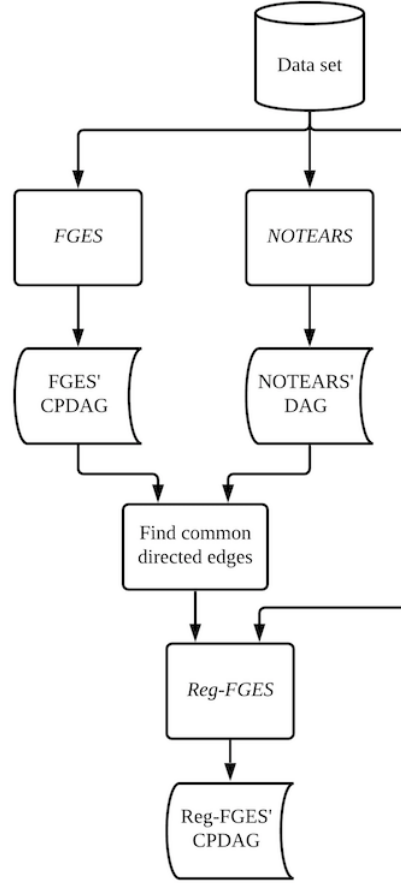 Data set
FGES
NOTEARS
FGES'
CPDAG
NOTEARS'
DAG
Find common
directed edges
Reg-FGES
Reg-FGES'
CPDAG